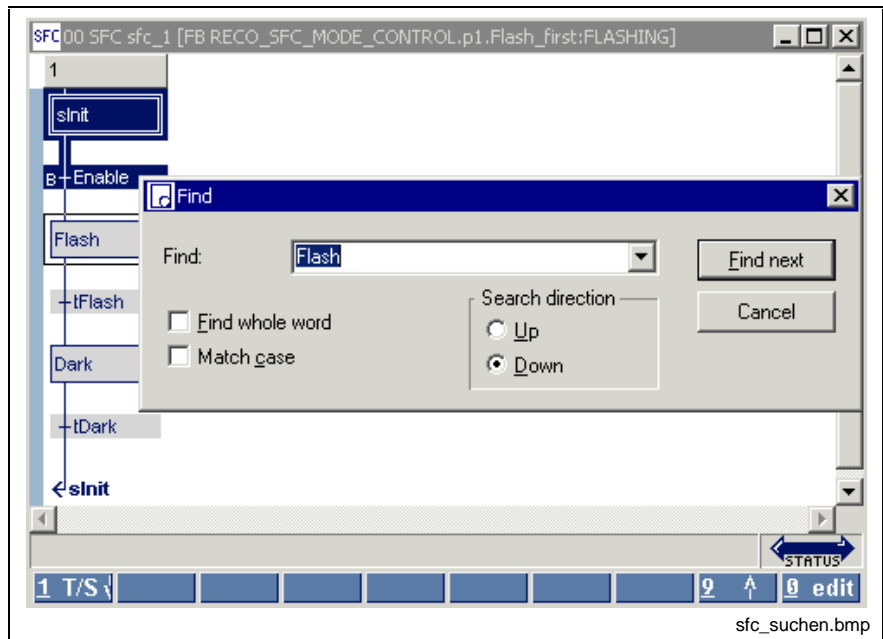 SFC 00 SFC sfc_1 [FB RECO_SFC_MODE_CONTROL.p1.Flash_first:FLASHING]
1
sInit
B Enable
Find
Flash
Find:
Flash
Find next
tFlash
Find whole word
Search direction
Up
Cancel
Dark
Match case
Down
tDark
sInit
STATUS
1 T/S
9
0 edit
sfc_suchen.bmp